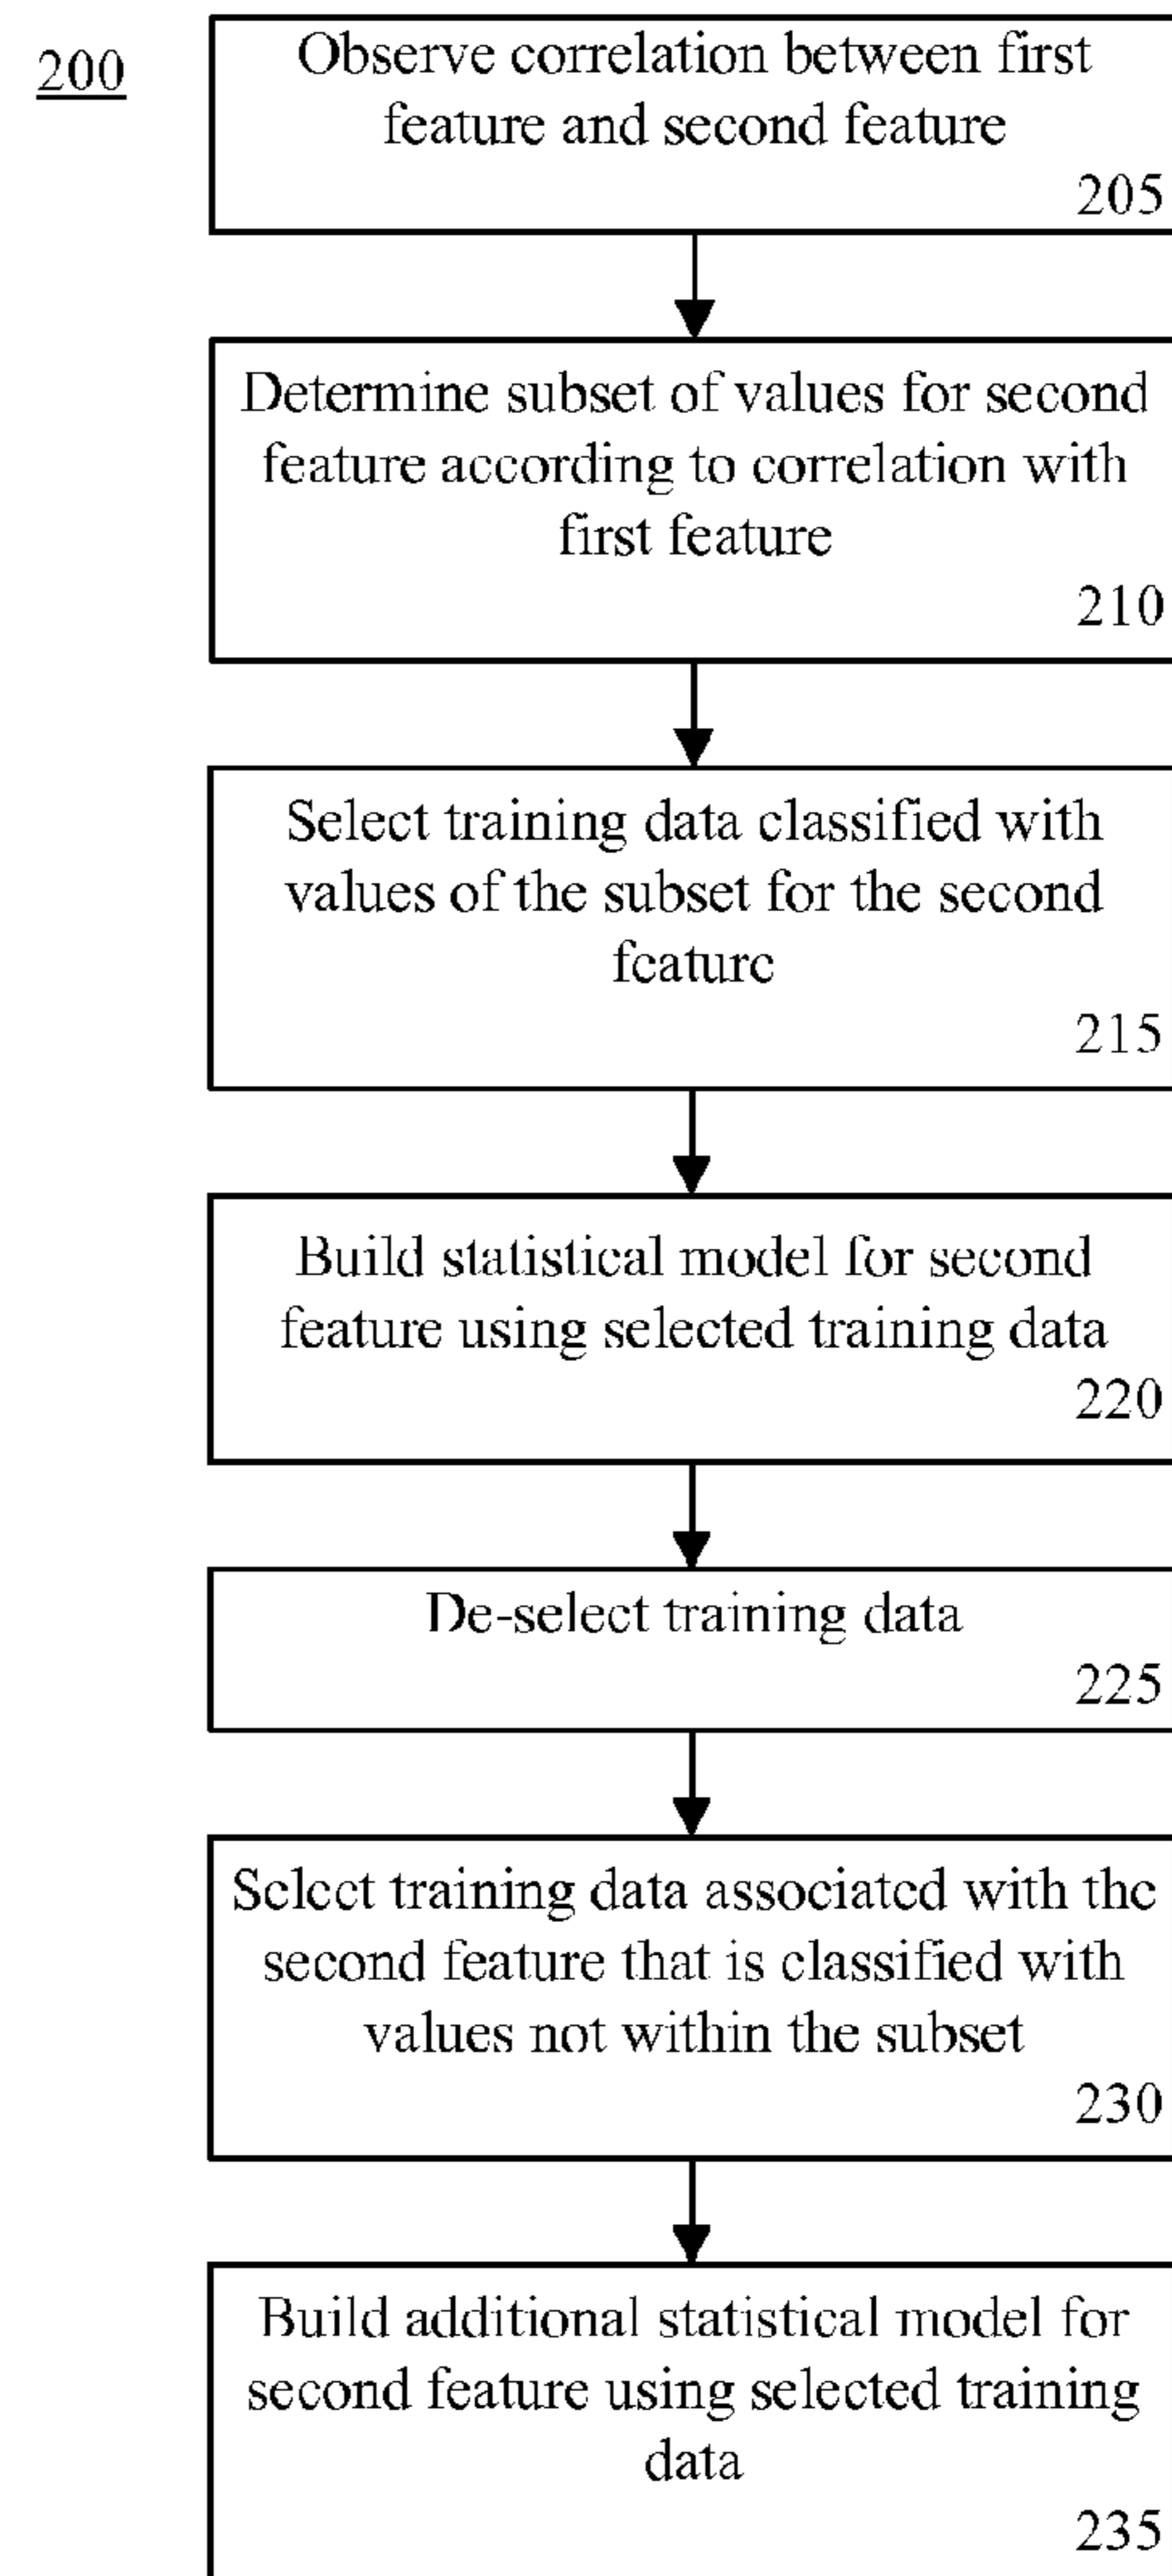 200
Observe correlation between first
feature and second feature
205
Determine subset of values for second
feature according to correlation with
first feature
210
Select training data classified with
values of the subset for the second
feature
215
Build statistical model for second
feature using selected training data
220
De-select training data
225
Select training data associated with the
second feature that is classified with
values not within the subset
230
Build additional statistical model for
second feature using selected training
data
235